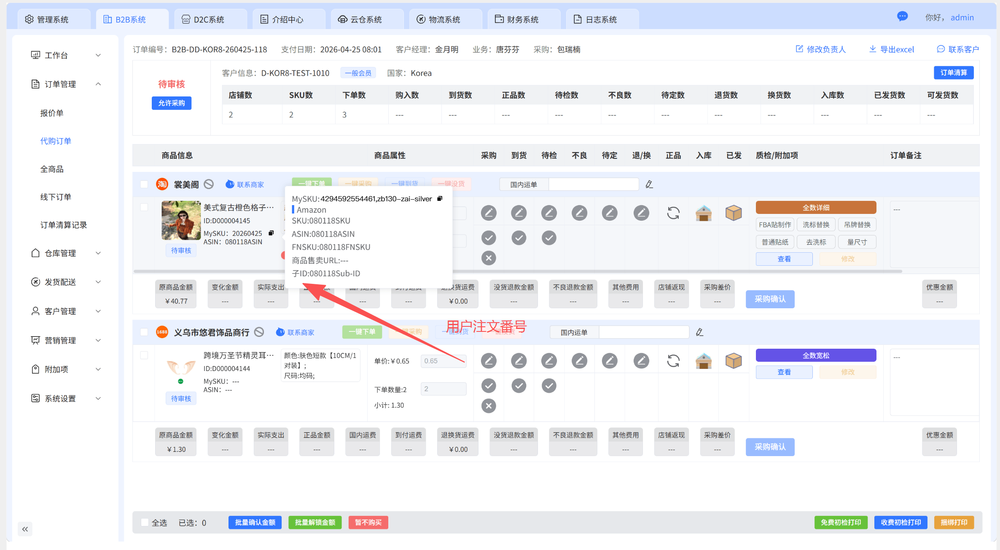 管理系统
B2B系统
D2C系统
介绍中心
云仓系统
物流系统
财务系统
日志系统
你好， admin
工作台
订单管理
报价单
代购订单
全商品
线下订单
订单清算记录
仓库管理
发货配送
客户管理
营销管理
附加项
系统设置
订单编号：B2B-DD-KOR8-260425-118 支付日期：2026-04-25 08:01 客户经理：金月明 业务：唐芬芬 采购：包瑞楠
修改负责人 导出excel 联系客户
待审核
允许采购
客户信息：D-KOR8-TEST-1010 一般会员 国家：Korea
订单清算
店铺数 SKU数 下单数 购入数 到货数 正品数 待检数 不良数 待定数 退货数 换货数 入库数 已发货数 可发货数
2 2 3 --- --- --- --- --- --- --- --- --- --- ---
商品信息 商品属性 采购 到货 待检 不良 待定 退/换 正品 入库 已发 质检/附加项 订单备注
淘 裳美阁 联系商家 一键下单 一键采购 一键到货 一键没货 国内运单
美式复古橙色格子…
ID:D000004145
MySKU：20260425
ASIN：080118ASIN
待审核
MySKU:4294592554461,zb130-zai-silver
Amazon
SKU:080118SKU
ASIN:080118ASIN
FNSKU:080118FNSKU
商品售卖URL:---
子ID:080118Sub-ID
全数详细
FBA贴制作 洗标替换 吊牌替换
普通贴纸 去洗标 量尺寸
查看 修改
---
原商品金额 变化金额 实际支出 退换货运费 没货退款金额 不良退款金额 其他费用 店铺返现 采购差价 采购确认 优惠金额
￥40.77 --- --- --- --- --- ￥0.00 --- --- --- --- --- ---
用户注文番号
1688 义乌市悠君饰品商行 联系商家 一键下单 一键采购 一键到货 一键没货 国内运单
跨境万圣节精灵耳…
ID:D000004144
MySKU：---
ASIN：---
待审核
颜色:肤色短款【10CM/1
对装】;
尺码:均码;
单价:￥0.65 0.65
下单数量:2 2
小计: 1.30
全数宽松
查看 修改
---
原商品金额 变化金额 实际支出 正品金额 国内运费 到付运费 退换货运费 没货退款金额 不良退款金额 其他费用 店铺返现 采购差价 采购确认 优惠金额
￥1.30 --- --- --- --- --- ￥0.00 --- --- --- --- --- ---
全选 已选：0 批量确认金额 批量解锁金额 暂不购买 免费初检打印 收费初检打印 捆绑打印